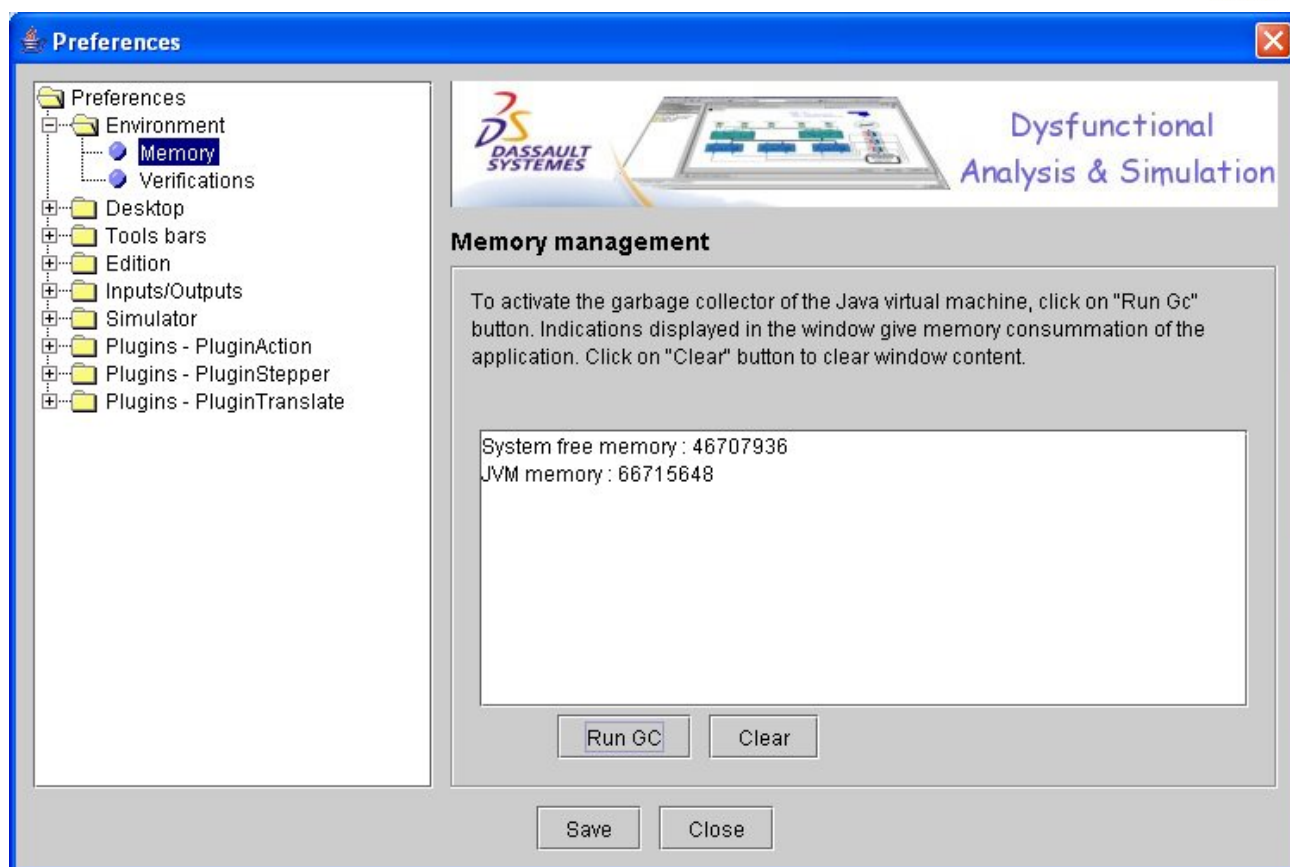 Preferences
Preferences
Environment
Memory
Verifications
Desktop
Tools bars
Edition
Inputs/Outputs
Simulator
Plugins - PluginAction
Plugins - PluginStepper
Plugins - PluginTranslate
DASSAULT
SYSTEMES
Dysfunctional
Analysis & Simulation
Memory management
To activate the garbage collector of the Java virtual machine, click on "Run Gc"
button. Indications displayed in the window give memory consummation of the
application. Click on "Clear" button to clear window content.
System free memory : 46707936
JVM memory : 66715648
Run GC
Clear
Save
Close